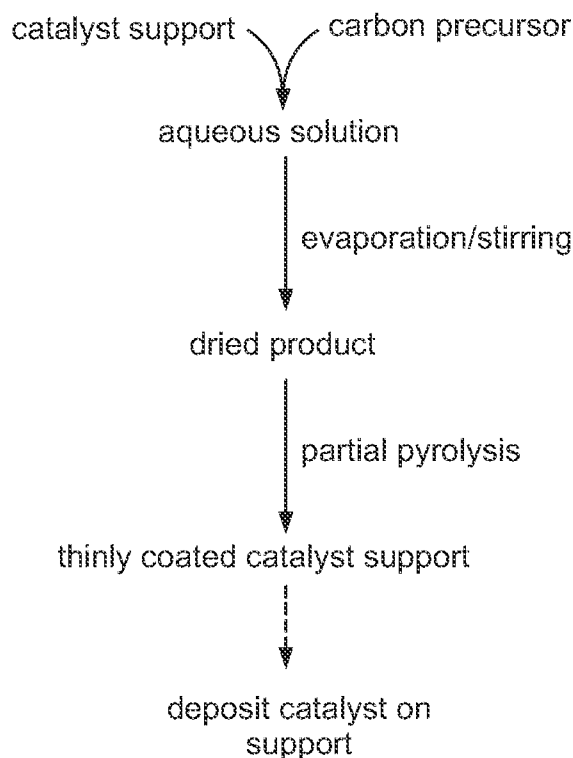 catalyst support
carbon precursor
aqueous solution
evaporation/stirring
dried product
partial pyrolysis
thinly coated catalyst support
deposit catalyst on
support